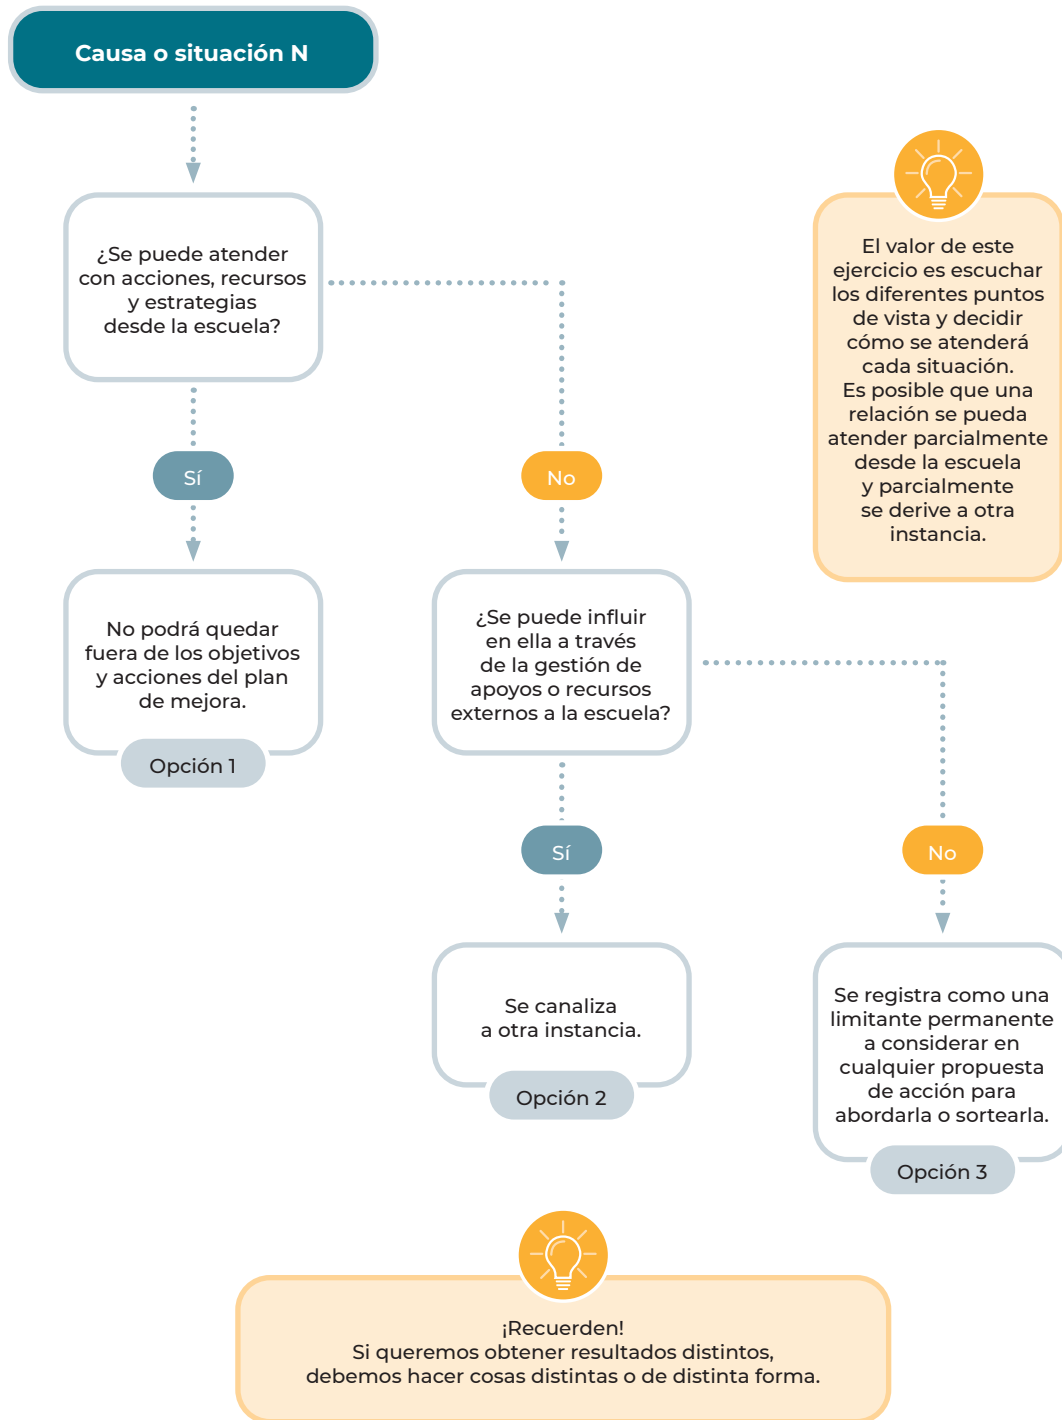 Causa o situación N
¿Se puede atender
con acciones, recursos
y estrategias
desde la escuela?
Sí
No
No podrá quedar
fuera de los objetivos
y acciones del plan
de mejora.
Opción 1
¿Se puede influir
en ella a través
de la gestión de
apoyos o recursos
externos a la escuela?
Sí
No
Se canaliza
a otra instancia.
Opción 2
Se registra como una
limitante permanente
a considerar en
cualquier propuesta
de acción para
abordarla o sortearla.
Opción 3
El valor de este
ejercicio es escuchar
los diferentes puntos
de vista y decidir
cómo se atenderá
cada situación.
Es posible que una
relación se pueda
atender parcialmente
desde la escuela
y parcialmente
se derive a otra
instancia.
¡Recuerden!
Si queremos obtener resultados distintos,
debemos hacer cosas distintas o de distinta forma.